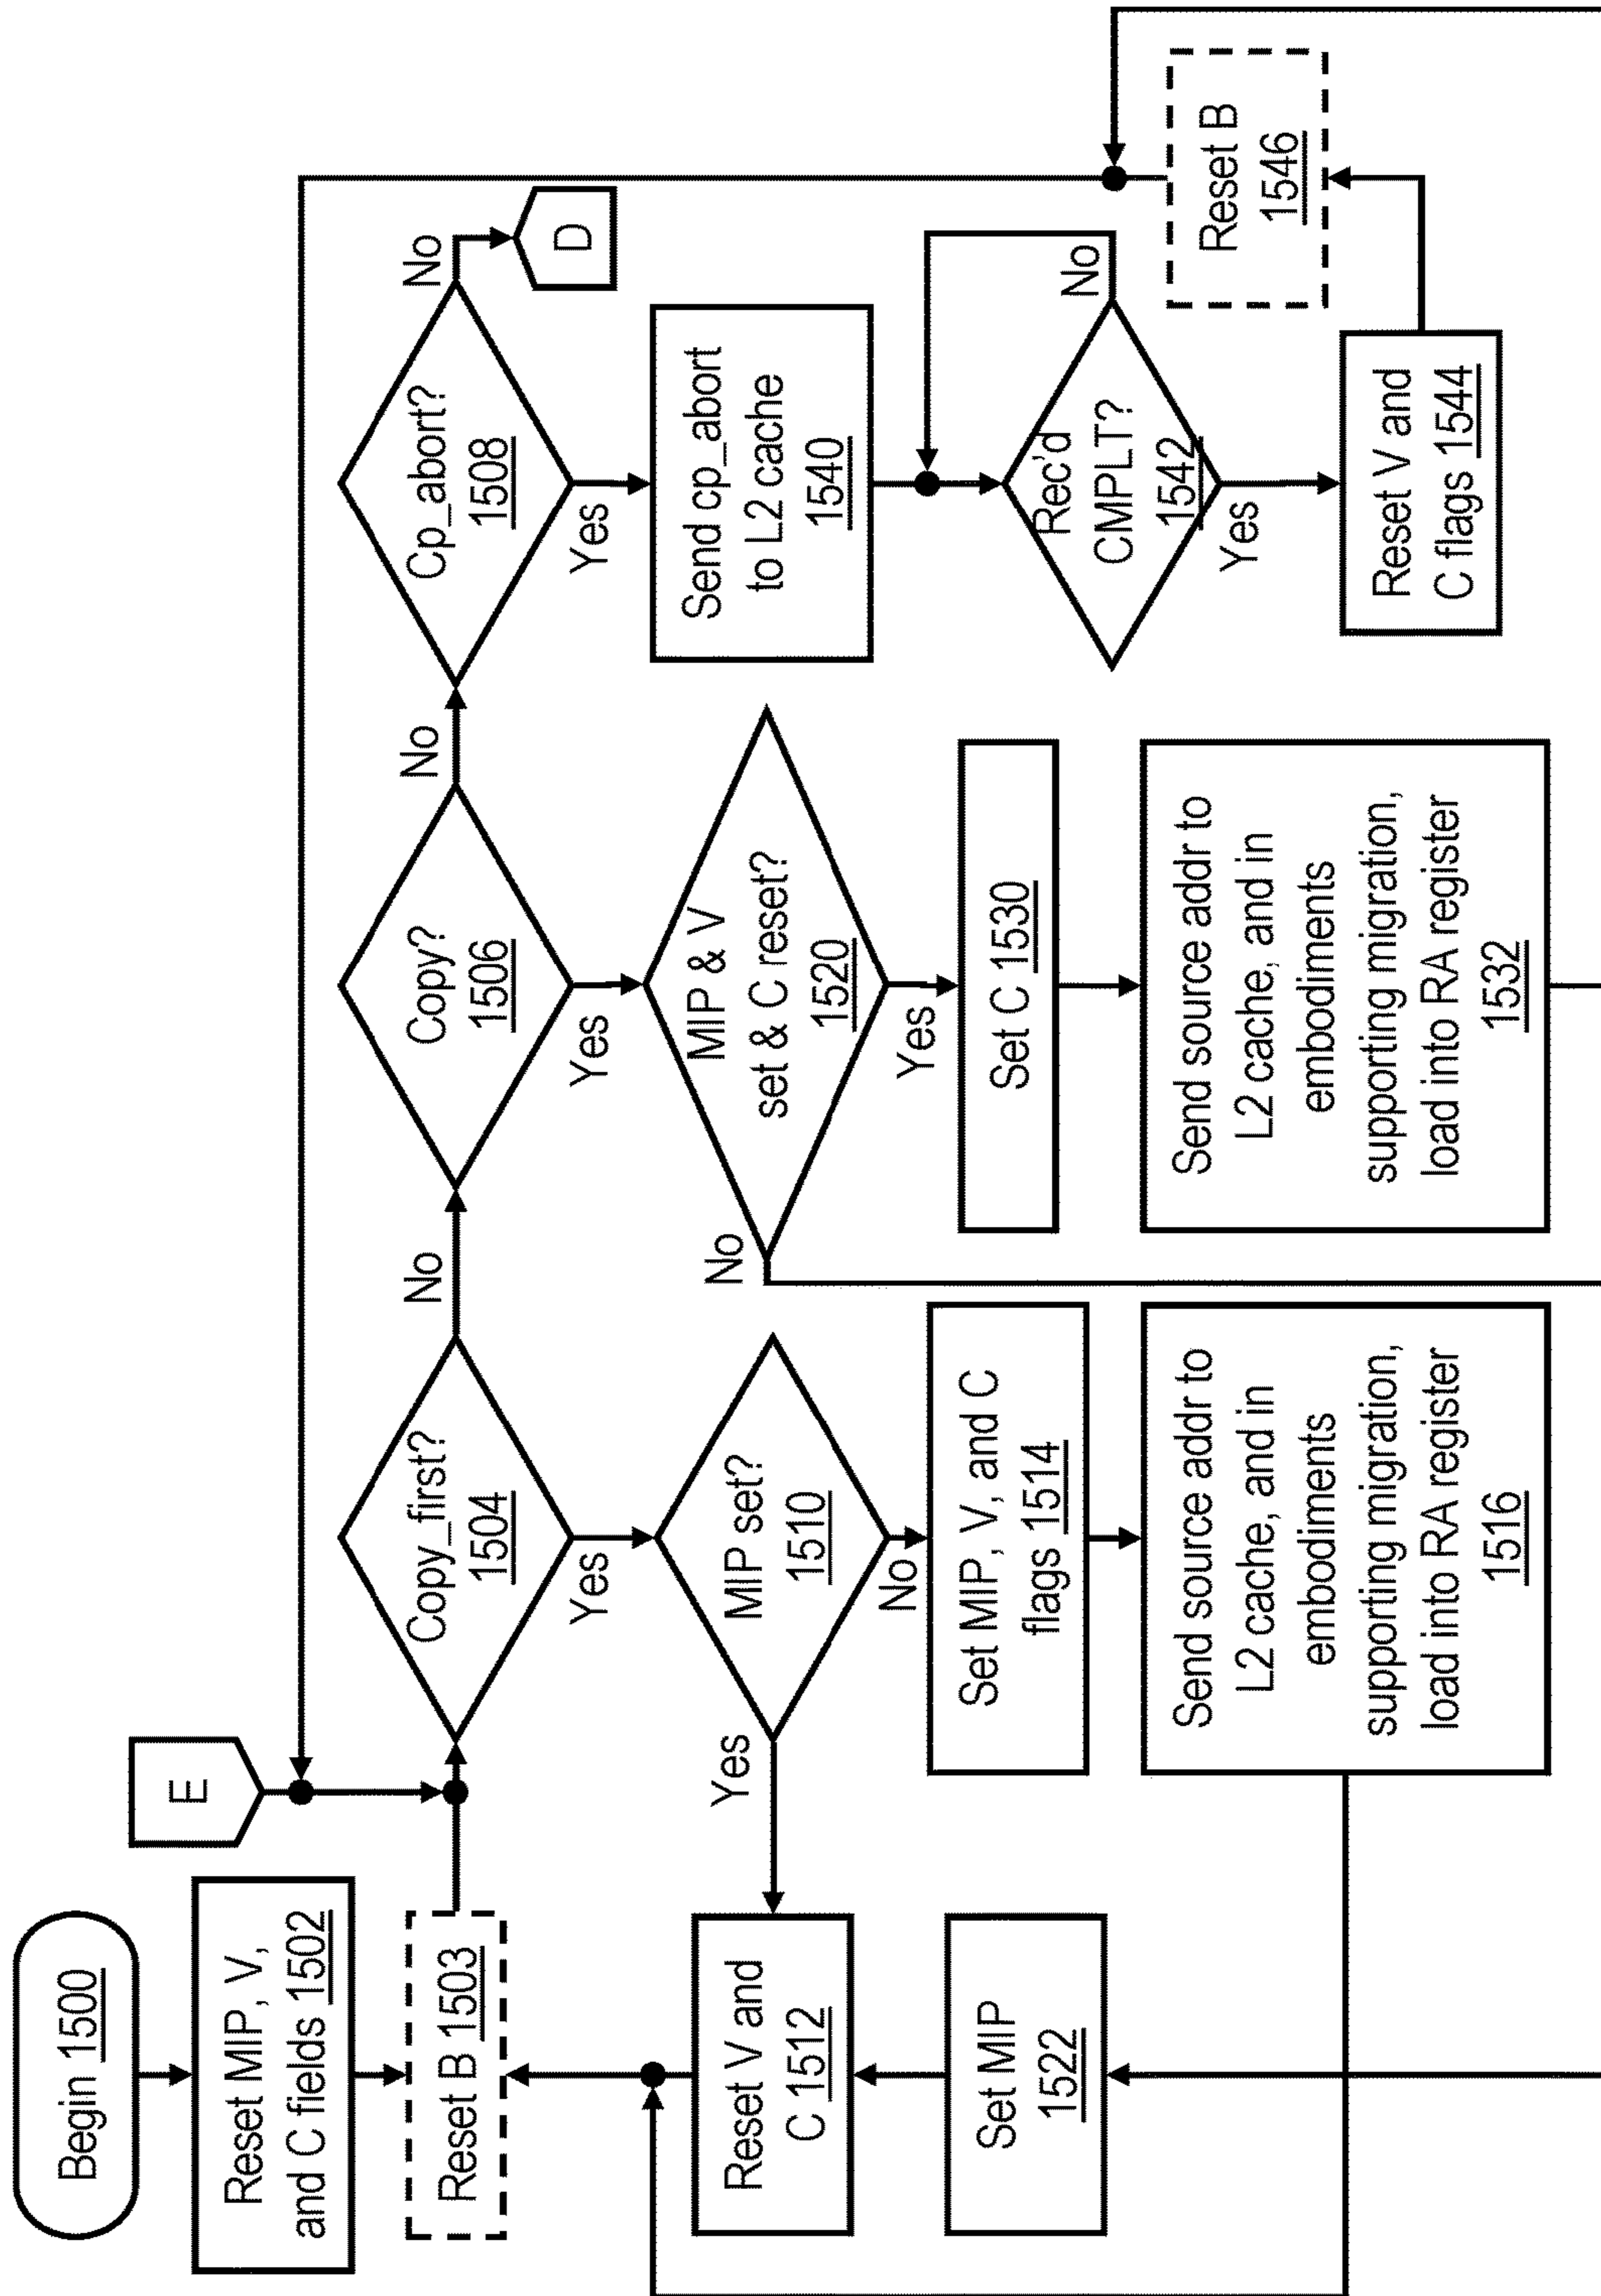 Begin 1500
Reset MIP, V,
and C fields 1502
Reset B 1503
E
Copy_first?
1504
No
Copy?
1506
No
Cp_abort?
1508
No
D
Yes
MIP set?
1510
Yes
No
Reset V and
C 1512
Set MIP, V, and C
flags 1514
Send source addr to
L2 cache, and in
embodiments
supporting migration,
load into RA register
1516
Set MIP
1522
Yes
MIP & V
set & C reset?
1520
No
Yes
Set C 1530
Send source addr to
L2 cache, and in
embodiments
supporting migration,
load into RA register
1532
Yes
Send cp_abort
to L2 cache
1540
Rec'd
CMPLT?
1542
No
Yes
Reset V and
C flags 1544
Reset B
1546